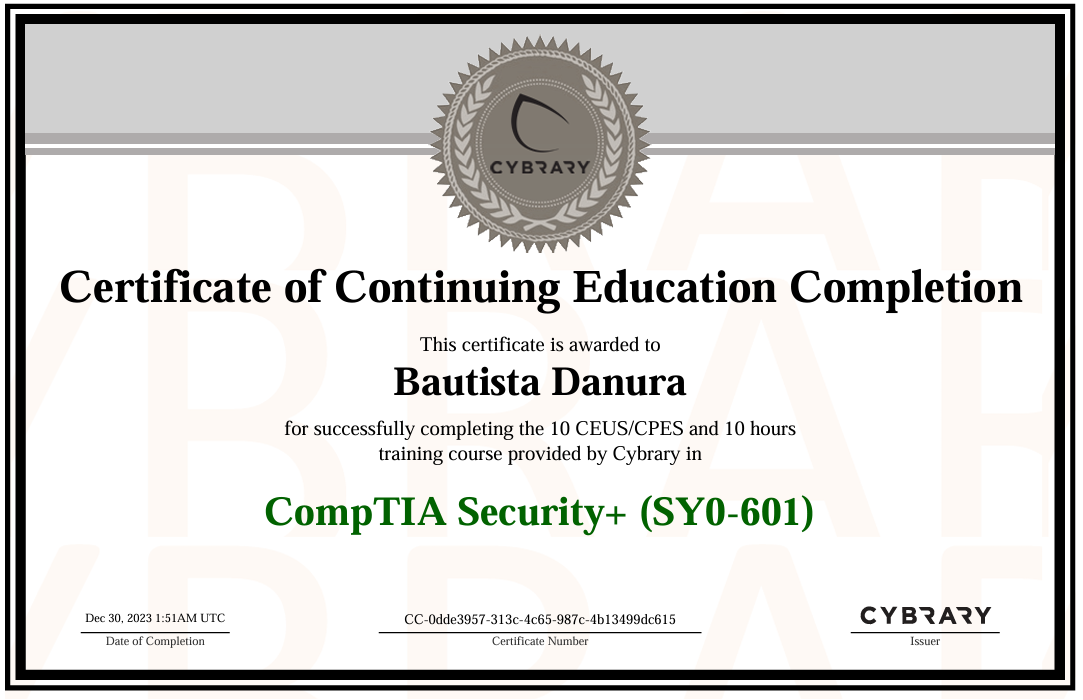 CYBRARY
Certificate of Continuing Education Completion
This certificate is awarded to
Bautista Danura
for successfully completing the 10 CEUS/CPES and 10 hours
training course provided by Cybrary in
CompTIA Security+ (SY0-601)
Dec 30, 2023 1:51AM UTC
Date of Completion
CC-0dde3957-313c-4c65-987c-4b13499dc615
Certificate Number
CYBRARY
Issuer